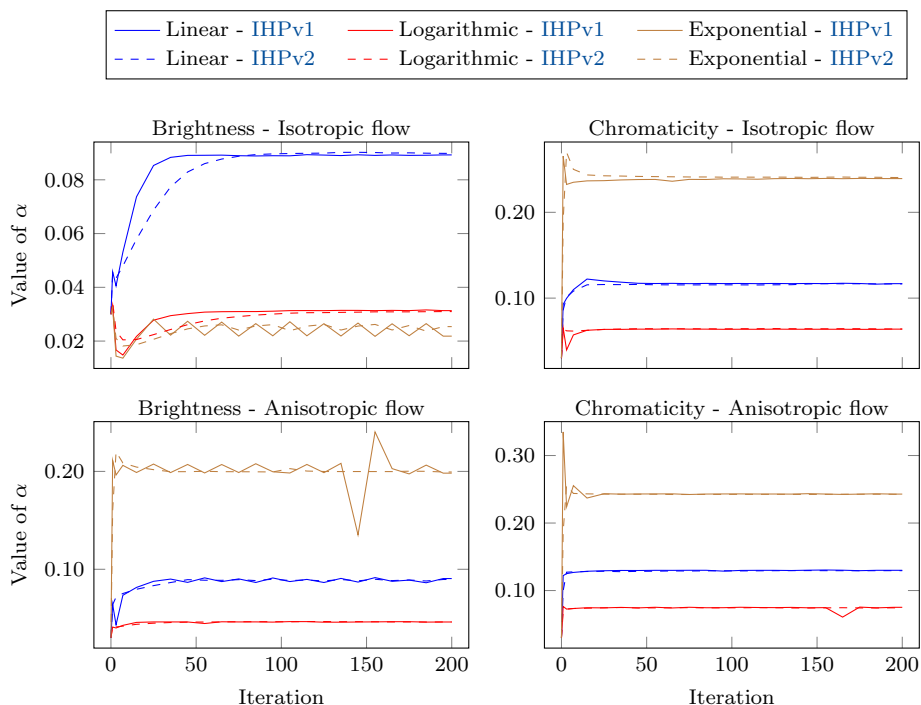 Linear - IHPv1 Logarithmic - IHPv1 Exponential - IHPv1
Linear - IHPv2 Logarithmic - IHPv2 Exponential - IHPv2
Brightness - Isotropic flow
Value of α
0.08
0.06
0.04
0.02
Chromaticity - Isotropic flow
0.20
0.10
Brightness - Anisotropic flow
Value of α
0.20
0.10
0 50 100 150 200
Iteration
Chromaticity - Anisotropic flow
0.30
0.20
0.10
0 50 100 150 200
Iteration